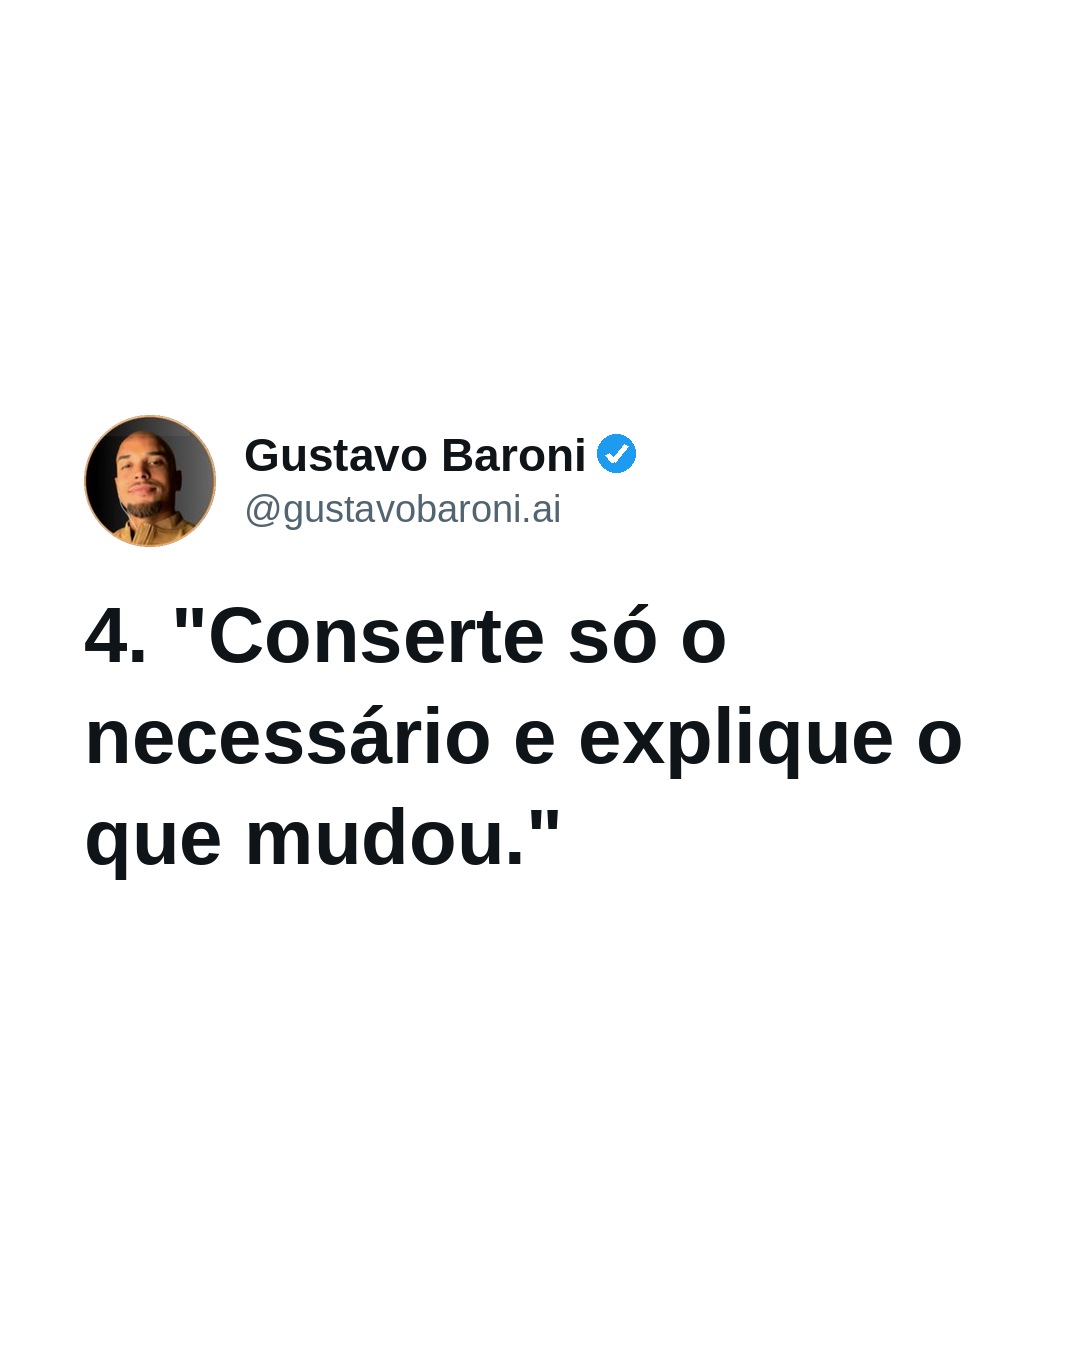 Gustavo Baroni
@gustavobaroni.ai
4. "Conserte só o
necessário e explique o
que mudou."